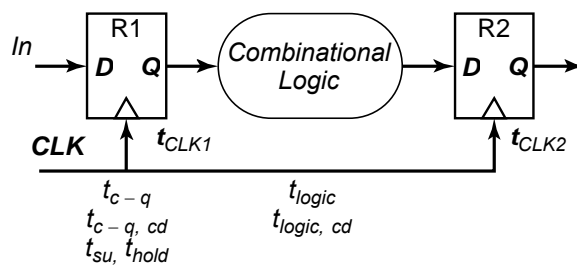 In
R1
D Q
Combinational
Logic
R2
D Q
CLK
t_CLK1
t_CLK2
t_c – q
t_c – q, cd
t_su, t_hold
t_logic
t_logic, cd